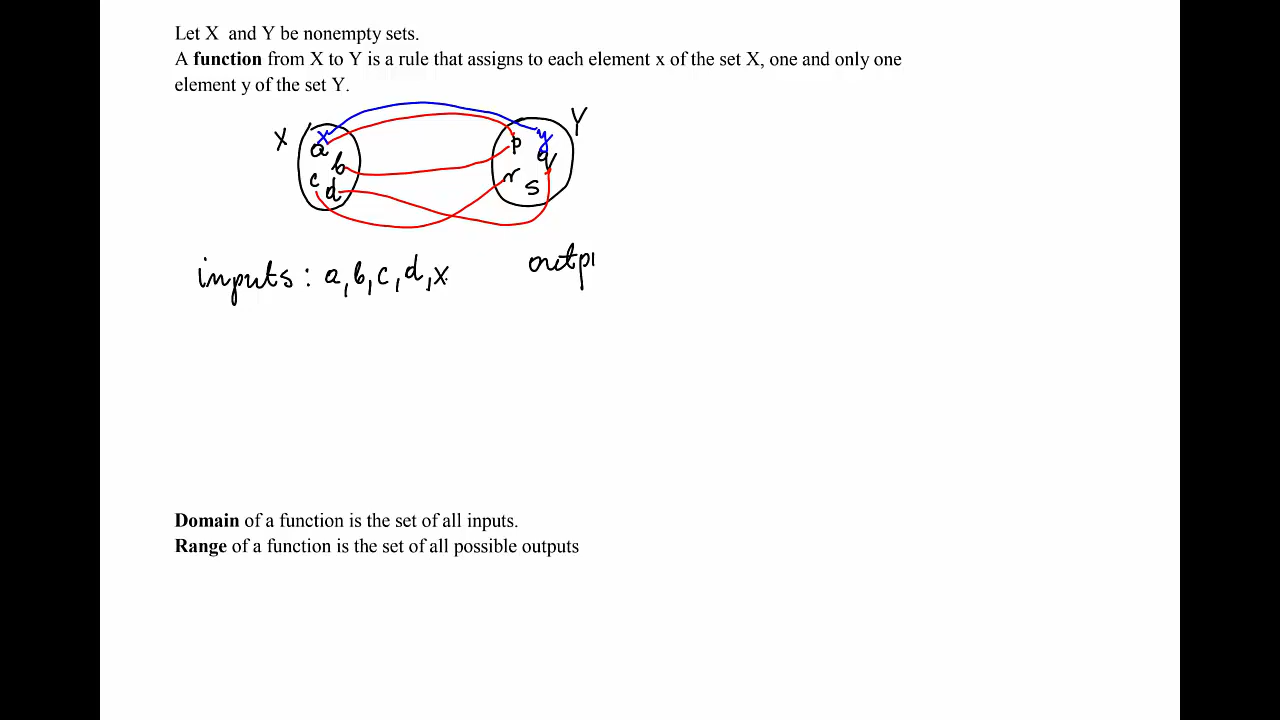 Let X and Y be nonempty sets.
A function from X to Y is a rule that assigns to each element x of the set X, one and only one
element y of the set Y.
X Y
x y
a p q
b
c r
d s
inputs : a, b, c, d, x outp
Domain of a function is the set of all inputs.
Range of a function is the set of all possible outputs